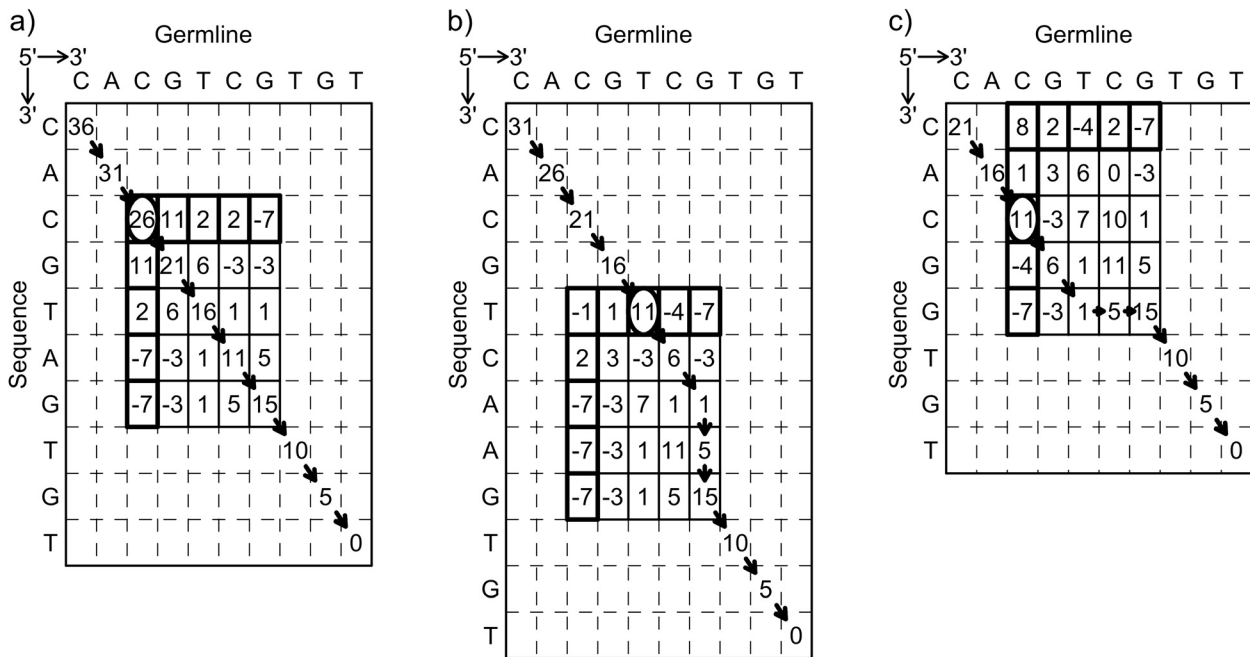 a)
Germline
5' 3'
C A C G T C G T G T
3'
Sequence
C 36
A 31
C 26 11 2 2 -7
G 11 21 6 -3 -3
T 2 6 16 1 1
A -7 -3 1 11 5
G -7 -3 1 5 15
T 10
G 5
T 0
b)
Germline
5' 3'
C A C G T C G T G T
3'
Sequence
C 31
A 26
C 21
G 16
T -1 1 11 -4 -7
C 2 3 -3 6 -3
A -7 -3 7 1 1
A -7 -3 1 11 5
G -7 -3 1 5 15
T 10
G 5
T 0
c)
Germline
5' 3'
C A C G T C G T G T
3'
Sequence
C 21 8 2 -4 2 -7
A 16 1 3 6 0 -3
C 11 -3 7 10 1
G -4 6 1 11 5
G -7 -3 1 5 15
T 10
G 5
T 0